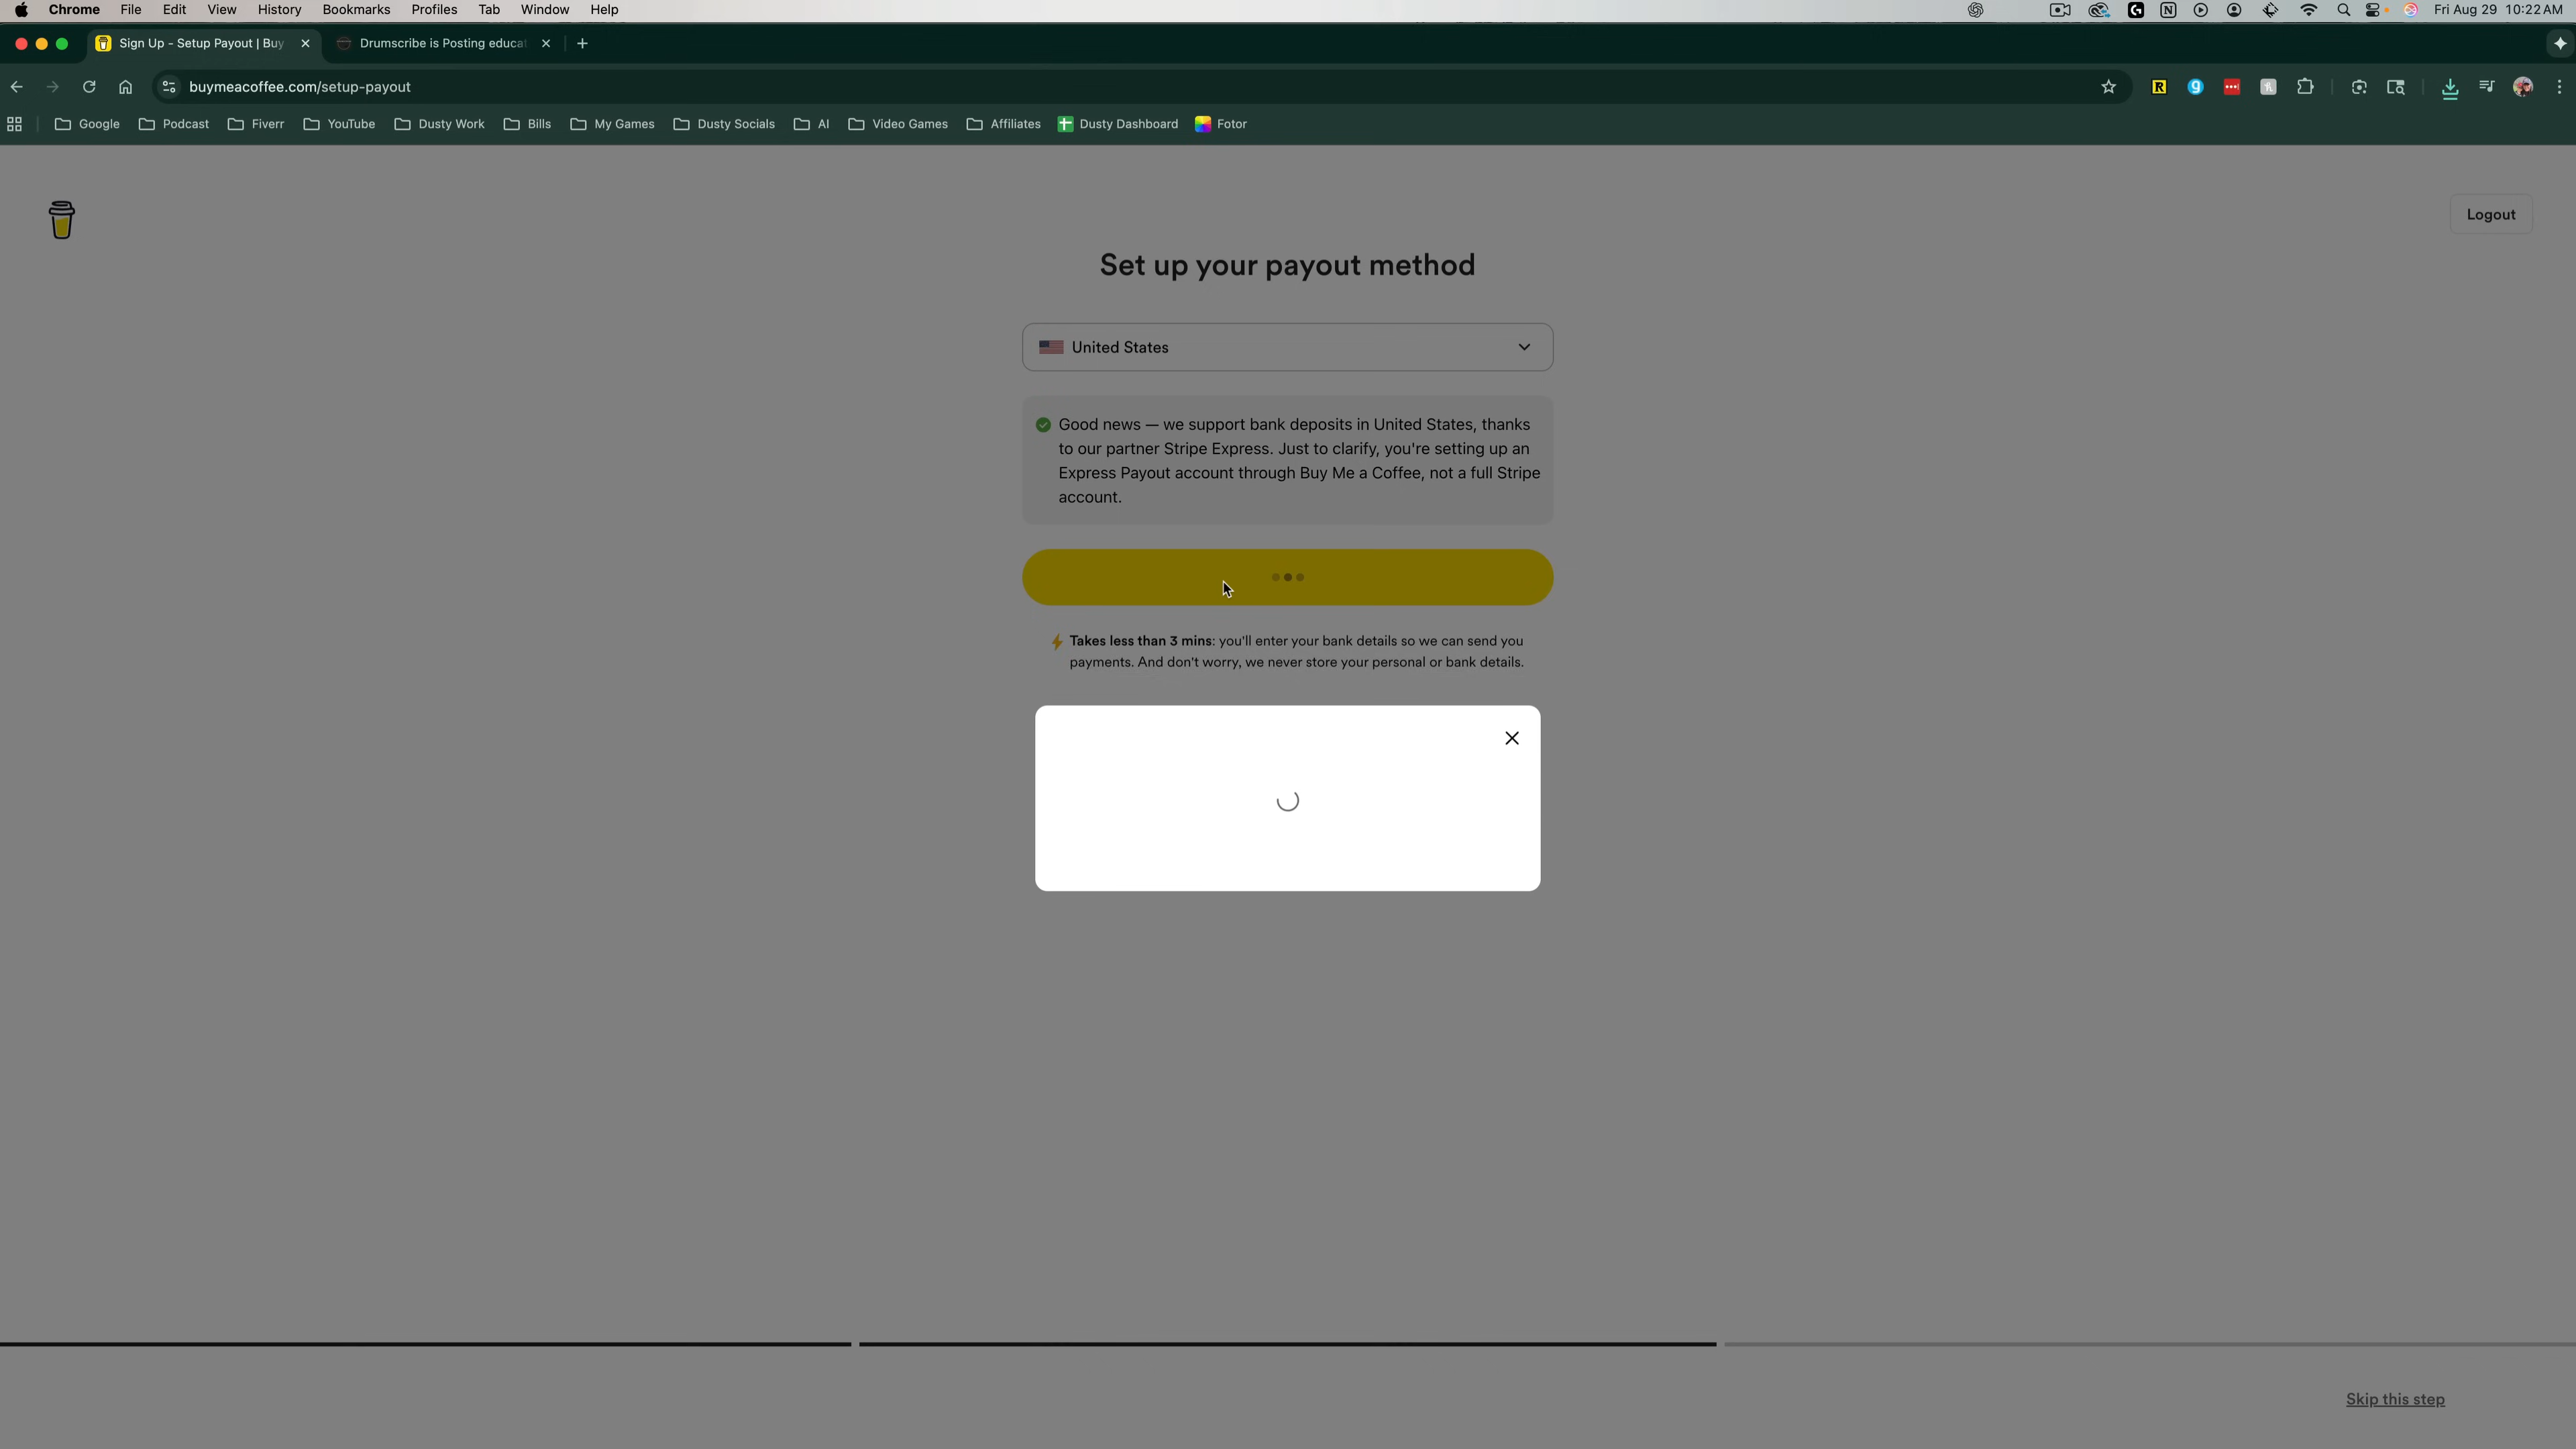 Chrome File Edit View History Bookmarks Profiles Tab Window Help Fri Aug 29 10:22 AM
Sign Up - Setup Payout | Buy Drumscribe is Posting educat
buymeacoffee.com/setup-payout
Google Podcast Fiverr YouTube Dusty Work Bills My Games Dusty Socials AI Video Games Affiliates Dusty Dashboard Fotor
Logout
Set up your payout method
United States
Good news — we support bank deposits in United States, thanks
to our partner Stripe Express. Just to clarify, you're setting up an
Express Payout account through Buy Me a Coffee, not a full Stripe
account.
Takes less than 3 mins: you'll enter your bank details so we can send you
payments. And don't worry, we never store your personal or bank details.
Skip this step